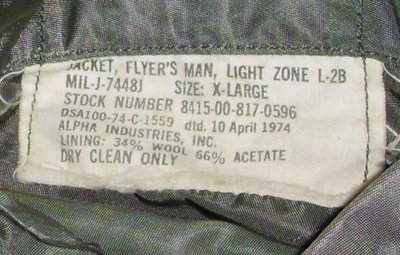 JACKET, FLYER'S MAN, LIGHT ZONE L-2B
MIL-J-7448J SIZE: X-LARGE
STOCK NUMBER 8415-00-817-0596
DSA100-74-C-1559 dtd. 10 April 1974
ALPHA INDUSTRIES, INC.
LINING: 34% WOOL 66% ACETATE
DRY CLEAN ONLY